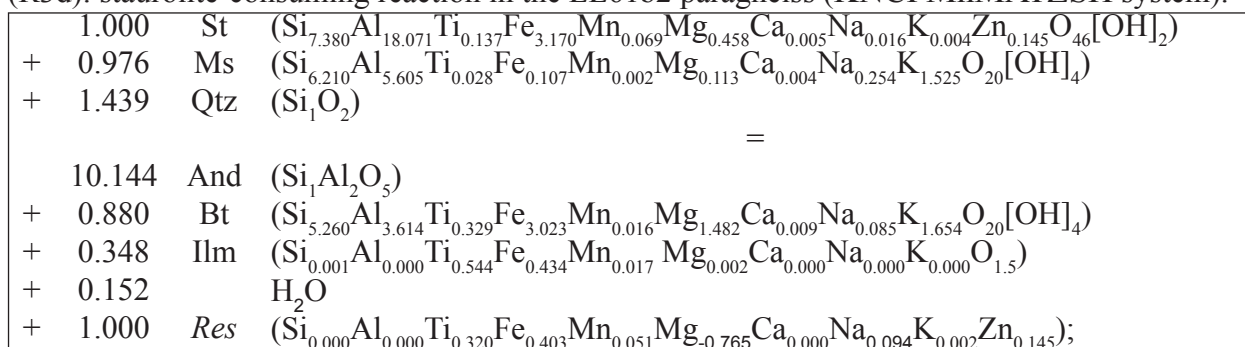 (R3d): staurolite-consuming reaction in the EE0182 paragneiss (KNCFMnMATZSH system):
1.000 St (Si7.380Al18.071Ti0.137Fe3.170Mn0.069Mg0.458Ca0.005Na0.016K0.004Zn0.145O46[OH]2)
+ 0.976 Ms (Si6.210Al5.605Ti0.028Fe0.107Mn0.002Mg0.113Ca0.004Na0.254K1.525O20[OH]4)
+ 1.439 Qtz (Si1O2)
=
10.144 And (Si1Al2O5)
+ 0.880 Bt (Si5.260Al3.614Ti0.329Fe3.023Mn0.016Mg1.482Ca0.009Na0.085K1.654O20[OH]4)
+ 0.348 Ilm (Si0.001Al0.000Ti0.544Fe0.434Mn0.017 Mg0.002Ca0.000Na0.000K0.000O1.5)
+ 0.152 H2O
+ 1.000 Res (Si0.000Al0.000Ti0.320Fe0.403Mn0.051Mg-0.765Ca0.000Na0.094K0.002Zn0.145);